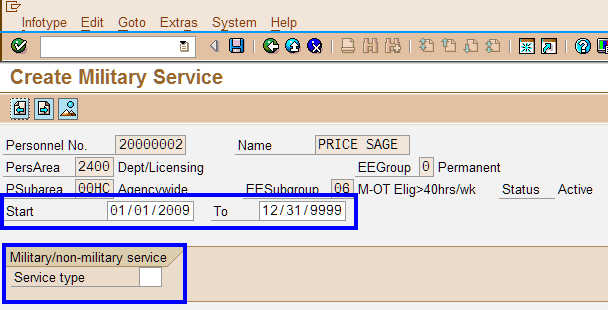 Infotype Edit Goto Extras System Help
Create Military Service
Personnel No. 20000002 Name PRICE SAGE
PersArea 2400 Dept/Licensing EEGroup 0 Permanent
PSubarea 00HC Agencywide EESubgroup 06 M-OT Elig>40hrs/wk Status Active
Start 01/01/2009 To 12/31/9999
Military/non-military service
Service type